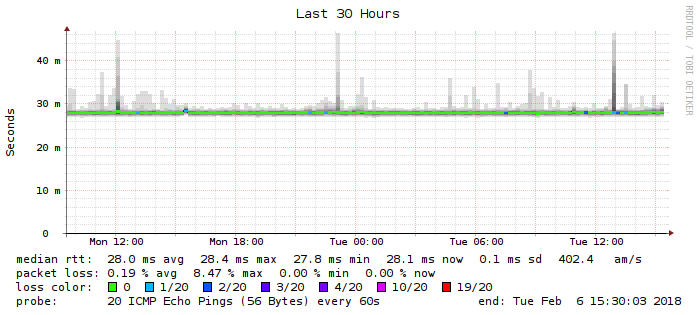 Last 30 Hours
RRDTOOL / TOBI OETIKER
Seconds
40 m
30 m
20 m
10 m
0
Mon 12:00 Mon 18:00 Tue 00:00 Tue 06:00 Tue 12:00
median rtt: 28.0 ms avg 28.4 ms max 27.8 ms min 28.1 ms now 0.1 ms sd 402.4 am/s
packet loss: 0.19 % avg 8.47 % max 0.00 % min 0.00 % now
loss color: 0 1/20 2/20 3/20 4/20 10/20 19/20
probe: 20 ICMP Echo Pings (56 Bytes) every 60s end: Tue Feb 6 15:30:03 2018